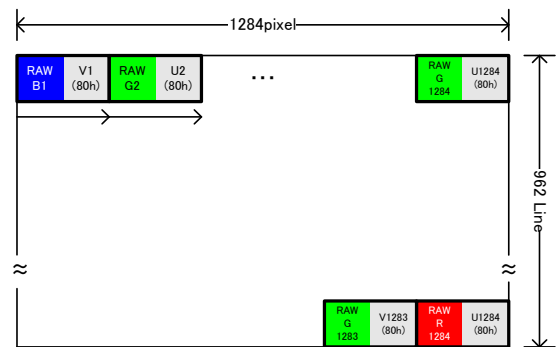 1284pixel
RAW B1
V1 (80h)
RAW G2
U2 (80h)
...
RAW G 1284
U1284 (80h)
962 Line
≈
≈
RAW G 1283
V1283 (80h)
RAW R 1284
U1284 (80h)